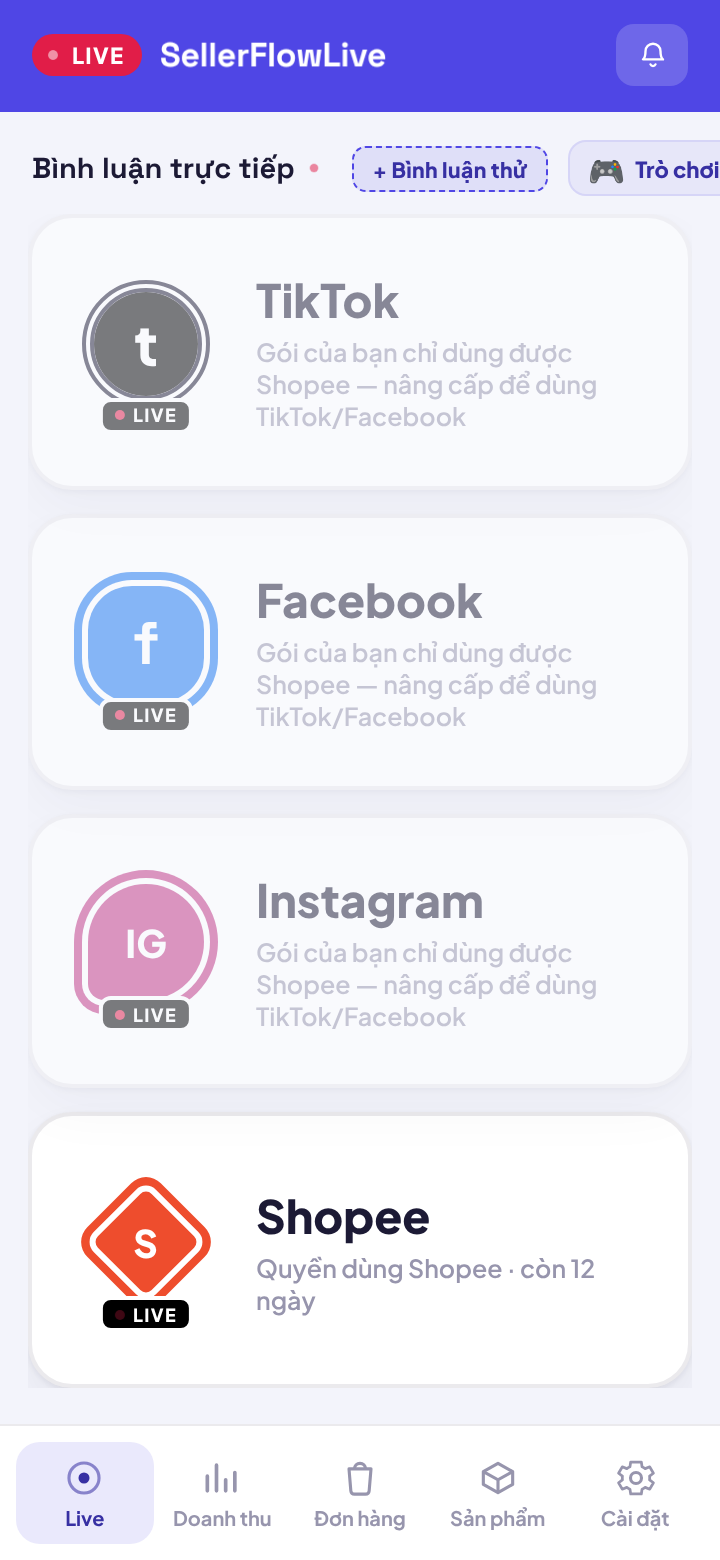 LIVE SellerFlowLive
Bình luận trực tiếp + Bình luận thử Trò chơi
t
LIVE
TikTok
Gói của bạn chỉ dùng được
Shopee — nâng cấp để dùng
TikTok/Facebook
f
LIVE
Facebook
Gói của bạn chỉ dùng được
Shopee — nâng cấp để dùng
TikTok/Facebook
IG
LIVE
Instagram
Gói của bạn chỉ dùng được
Shopee — nâng cấp để dùng
TikTok/Facebook
S
LIVE
Shopee
Quyền dùng Shopee · còn 12
ngày
Live Doanh thu Đơn hàng Sản phẩm Cài đặt